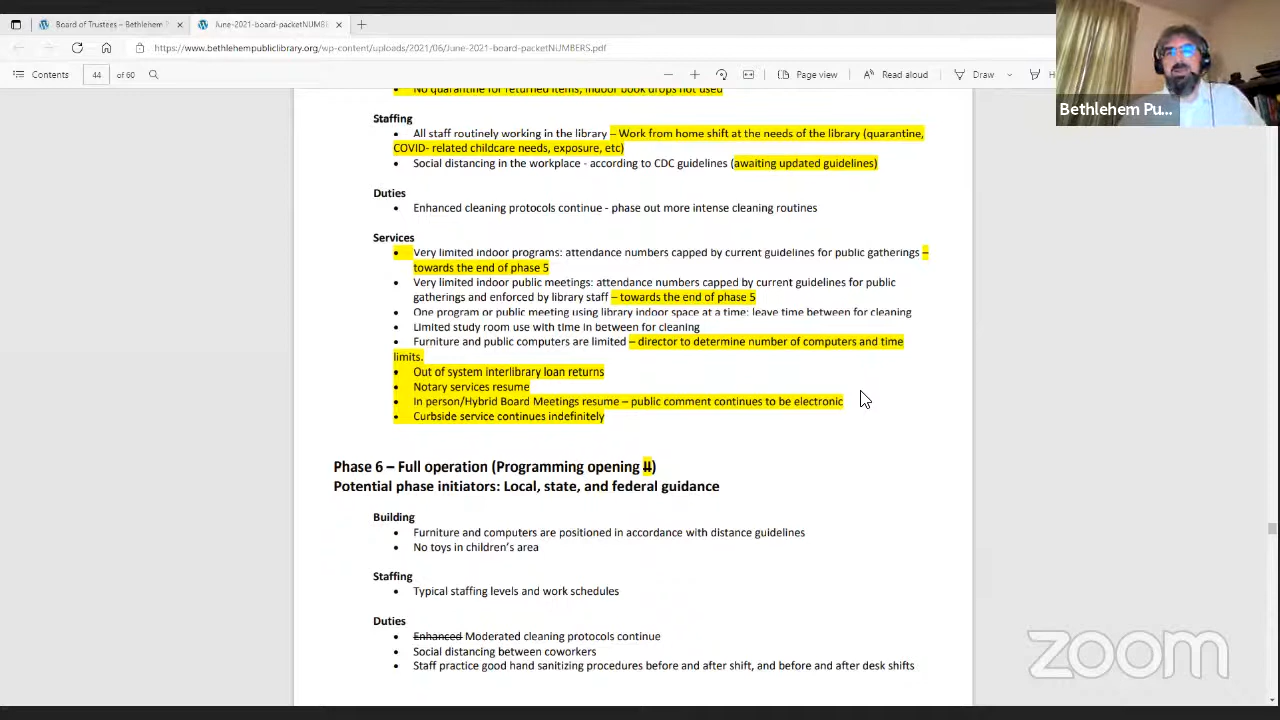 Board of Trustees – Bethlehem P
June-2021-board-packetNUMBE
https://www.bethlehempubliclibrary.org/wp-content/uploads/2021/06/June-2021-board-packetNUMBERS.pdf
Contents 44 of 60 Page view Read aloud Draw
Bethlehem Pu...
• No quarantine for returned items, indoor book drops not used
Staffing
• All staff routinely working in the library – Work from home shift at the needs of the library (quarantine,
COVID- related childcare needs, exposure, etc)
• Social distancing in the workplace - according to CDC guidelines (awaiting updated guidelines)
Duties
• Enhanced cleaning protocols continue - phase out more intense cleaning routines
Services
• Very limited indoor programs: attendance numbers capped by current guidelines for public gatherings –
towards the end of phase 5
• Very limited indoor public meetings: attendance numbers capped by current guidelines for public
gatherings and enforced by library staff – towards the end of phase 5
• One program or public meeting using library indoor space at a time: leave time between for cleaning
• Limited study room use with time in between for cleaning
• Furniture and public computers are limited – director to determine number of computers and time
limits.
• Out of system interlibrary loan returns
• Notary services resume
• In person/Hybrid Board Meetings resume – public comment continues to be electronic
• Curbside service continues indefinitely
Phase 6 – Full operation (Programming opening II)
Potential phase initiators: Local, state, and federal guidance
Building
• Furniture and computers are positioned in accordance with distance guidelines
• No toys in children's area
Staffing
• Typical staffing levels and work schedules
Duties
• Enhanced Moderated cleaning protocols continue
• Social distancing between coworkers
• Staff practice good hand sanitizing procedures before and after shift, and before and after desk shifts
zoom